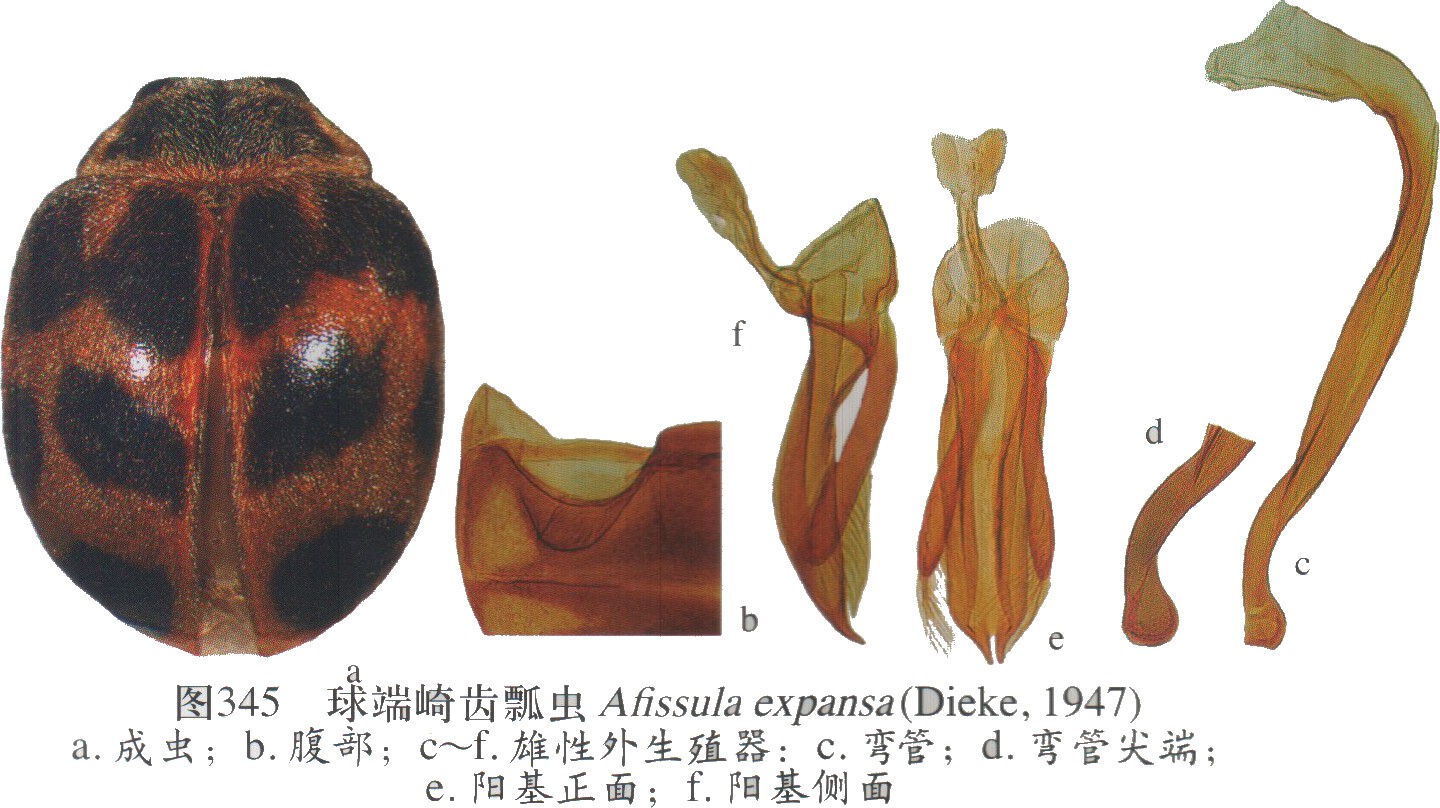 f
d
c
b
e
a
图345 球端崎齿瓢虫 Afissula expansa (Dieke, 1947)
a. 成虫；b. 腹部；c～f. 雄性外生殖器：c. 弯管；d. 弯管尖端；
e. 阳基正面；f. 阳基侧面